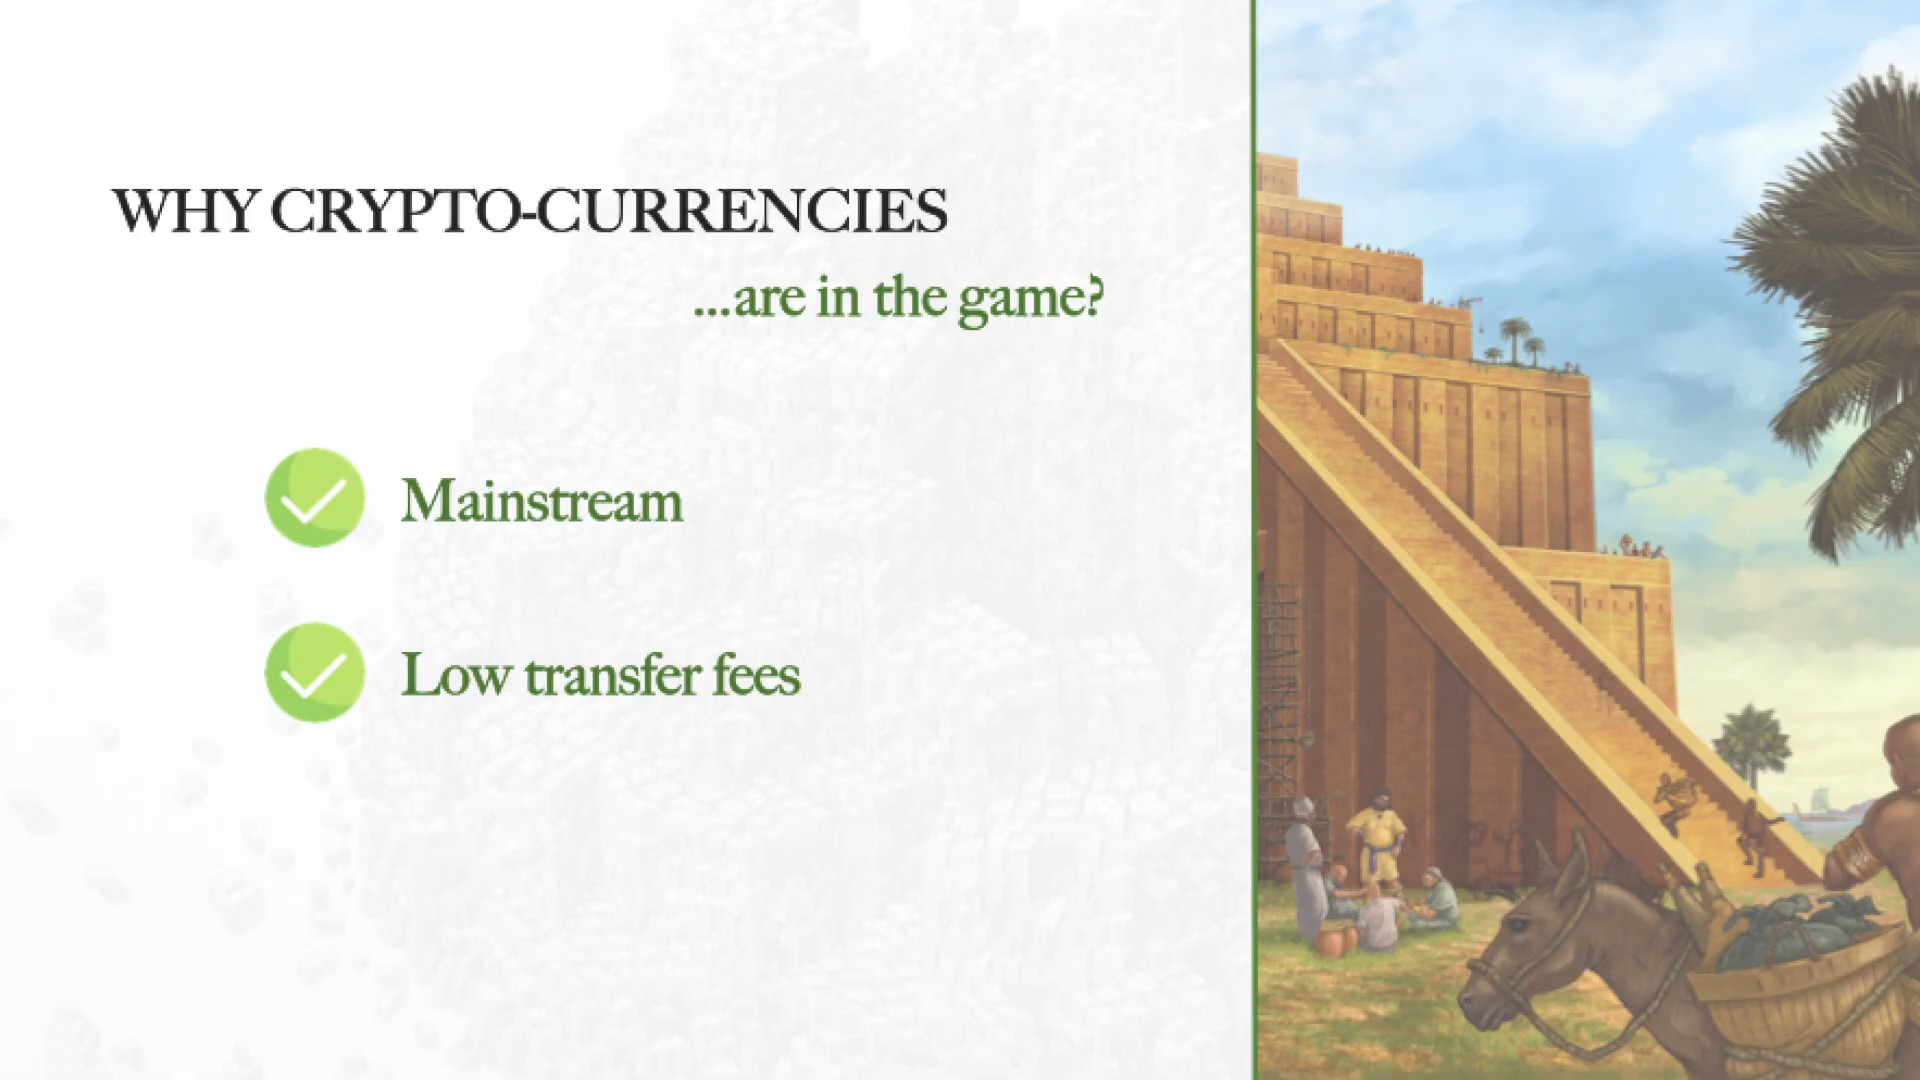 WHY CRYPTO-CURRENCIES
...are in the game?
Mainstream
Low transfer fees